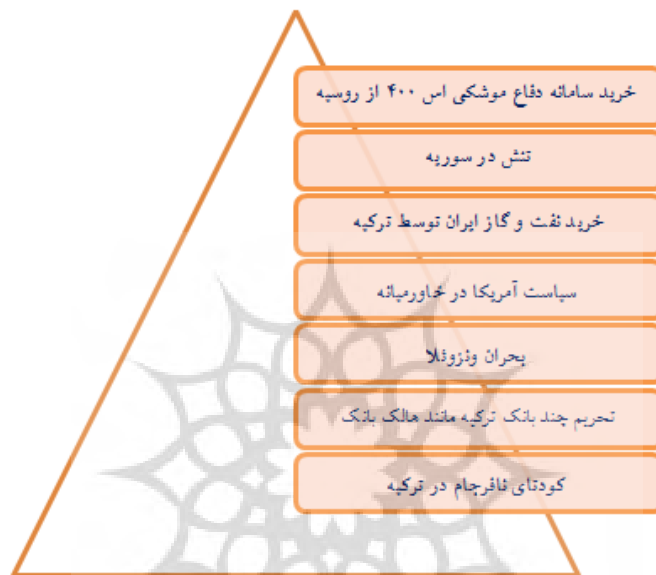 خرید سامانه دفاع موشکی اس ۴۰۰ از روسیه
تنش در سوریه
خرید نفت و گاز ایران توسط ترکیه
سیاست آمریکا در خاورمیانه
بحران ونزوئلا
تحریم چند بانک ترکیه مانند هالک بانک
کودتای نافرجام در ترکیه